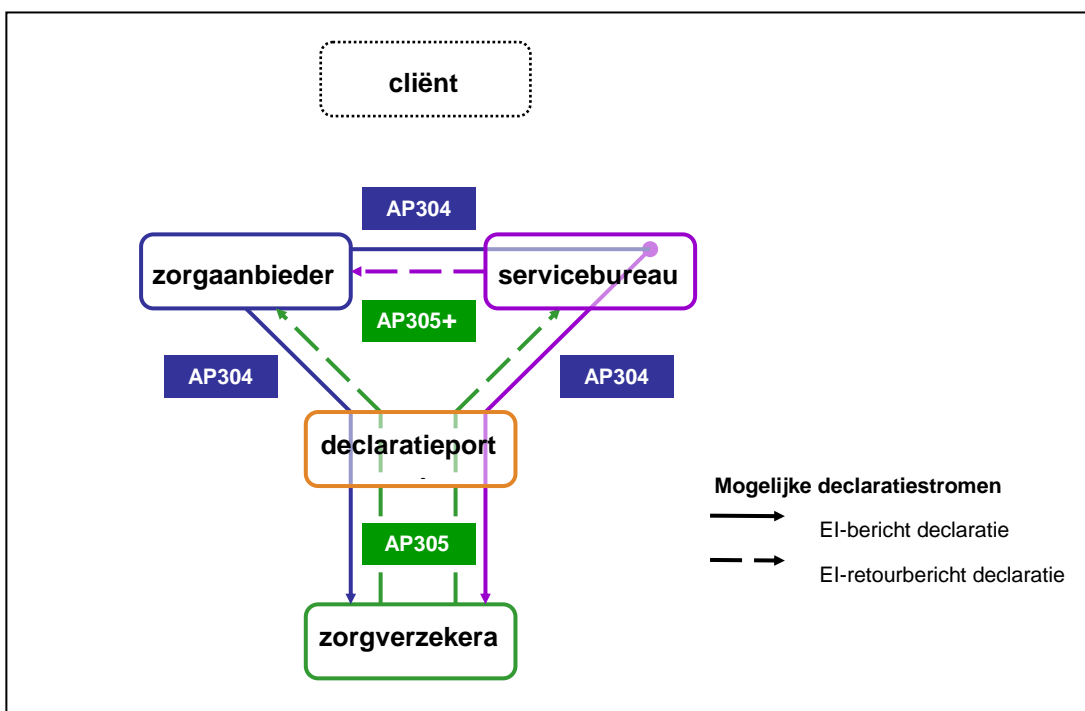 cliënt
AP304
zorgaanbieder
servicebureau
AP305+
AP304
AP304
declaratieport
-
Mogelijke declaratiestromen
EI-bericht declaratie
AP305
EI-retourbericht declaratie
zorgverzekera